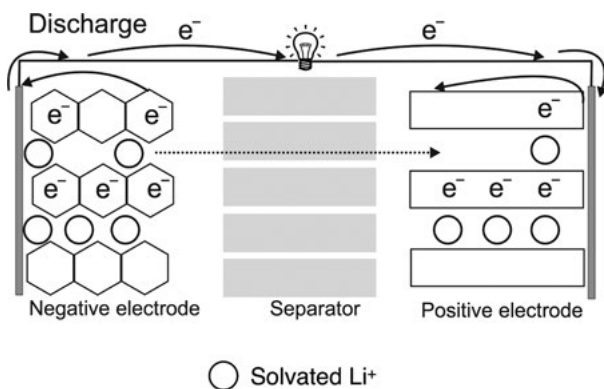 Discharge
e⁻ e⁻
e⁻ e⁻ e⁻
e⁻ e⁻ e⁻ e⁻ e⁻ e⁻
Negative electrode Separator Positive electrode
Solvated Li⁺